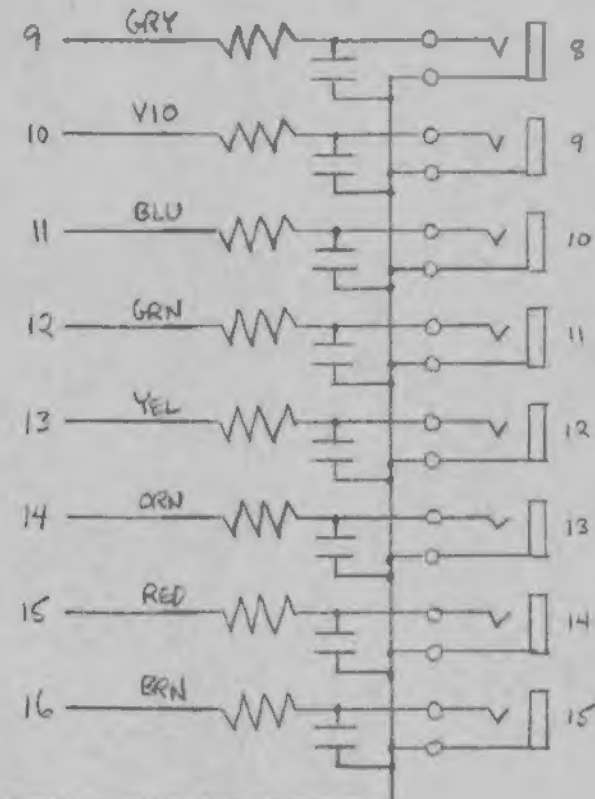 9 GRY 8
10 VIO 9
11 BLU 10
12 GRN 11
13 YEL 12
14 ORN 13
15 RED 14
16 BRN 15